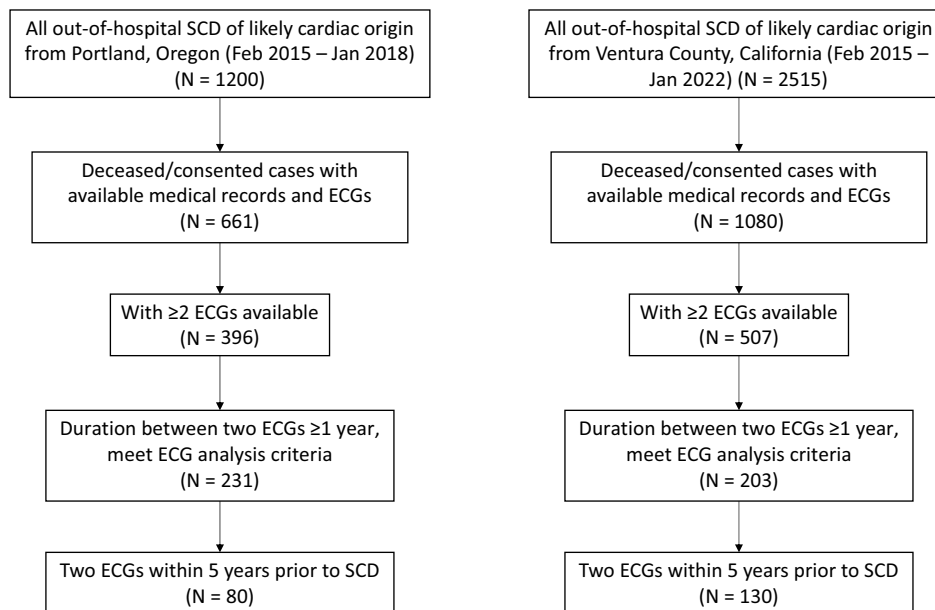 All out-of-hospital SCD of likely cardiac origin
from Portland, Oregon (Feb 2015 – Jan 2018)
(N = 1200)
Deceased/consented cases with
available medical records and ECGs
(N = 661)
With ≥2 ECGs available
(N = 396)
Duration between two ECGs ≥1 year,
meet ECG analysis criteria
(N = 231)
Two ECGs within 5 years prior to SCD
(N = 80)
All out-of-hospital SCD of likely cardiac origin
from Ventura County, California (Feb 2015 –
Jan 2022) (N = 2515)
Deceased/consented cases with
available medical records and ECGs
(N = 1080)
With ≥2 ECGs available
(N = 507)
Duration between two ECGs ≥1 year,
meet ECG analysis criteria
(N = 203)
Two ECGs within 5 years prior to SCD
(N = 130)